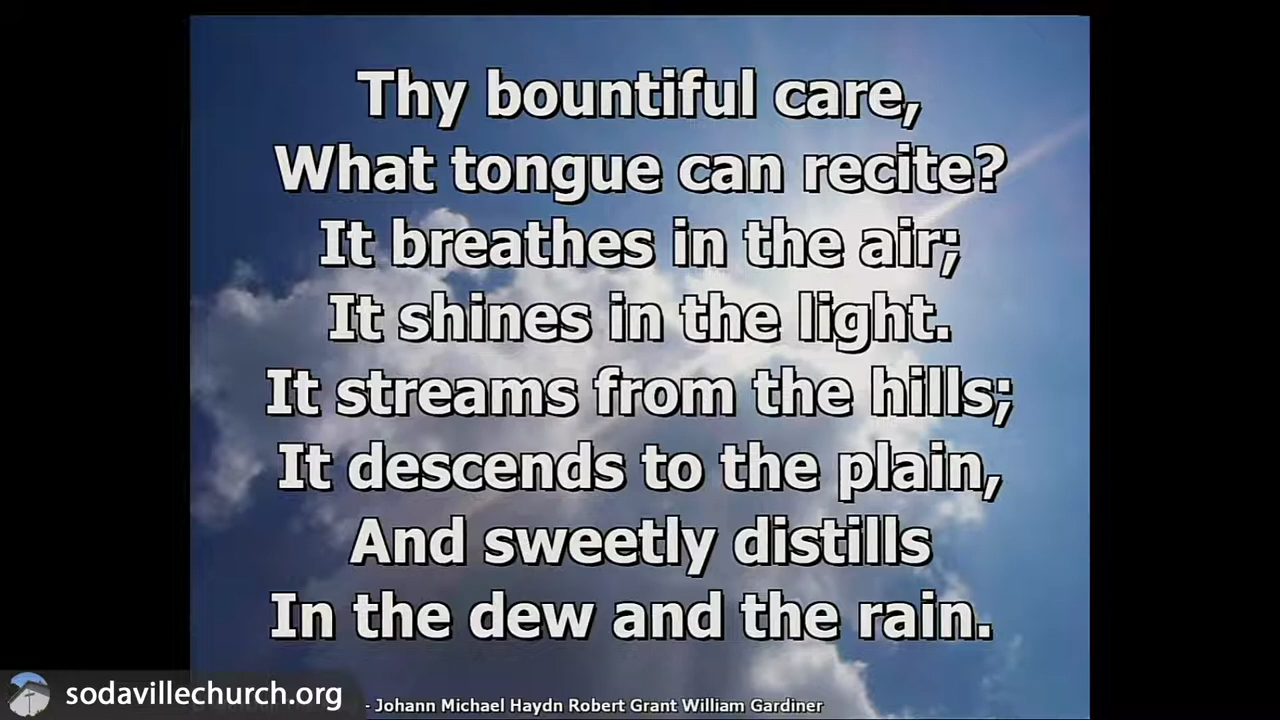 Thy bountiful care,
What tongue can recite?
It breathes in the air;
It shines in the light.
It streams from the hills;
It descends to the plain,
And sweetly distills
In the dew and the rain.
sodavillechurch.org
- Johann Michael Haydn Robert Grant William Gardiner